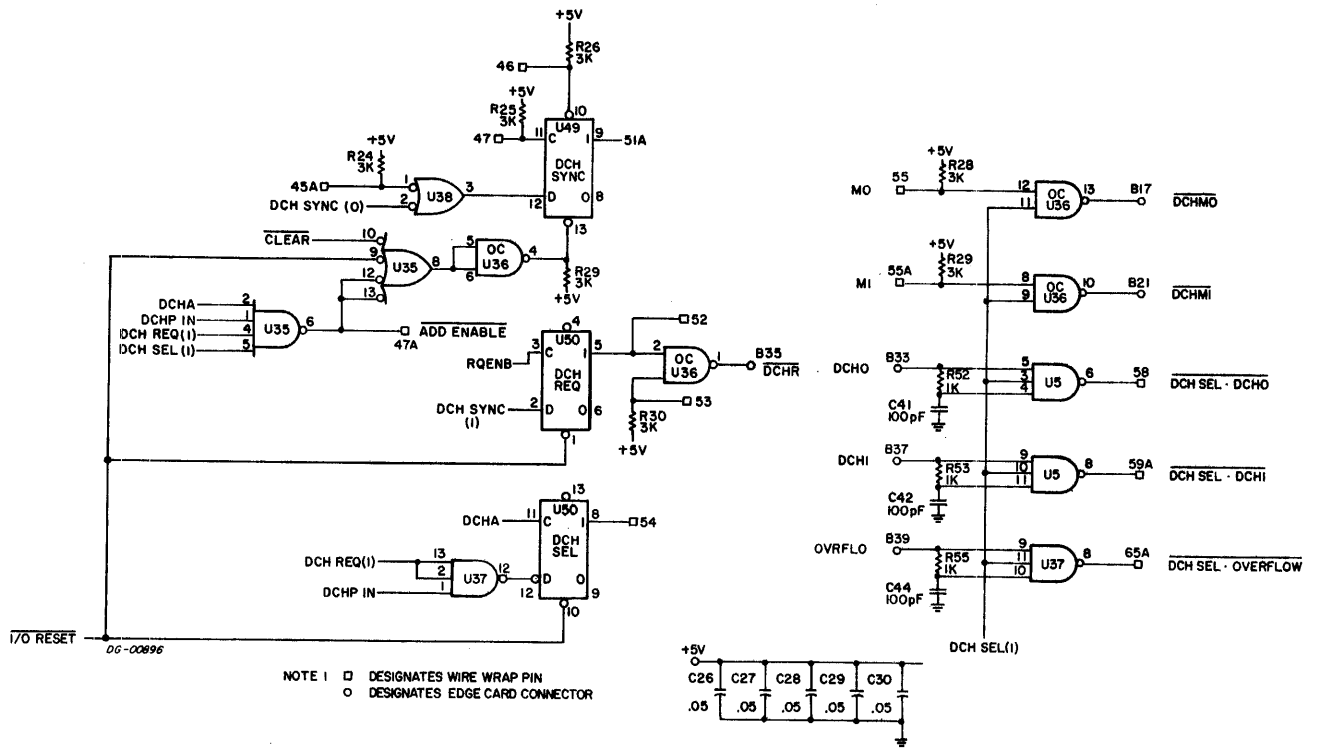 +5V
R26
3K
46
+5V
R25
3K
10
U49
47
11
C
1
9
51A
DCH
SYNC
+5V
R24
3K
45A
1
3
U38
2
DCH SYNC (0)
D
12
0
8
13
CLEAR
10
9
12
13
U35
8
5
6
OC
U36
4
R29
3K
+5V
DCHA
2
DCHP IN
1
DCH REQ(1)
4
DCH SEL (1)
5
U35
6
47A
ADD ENABLE
4
U50
3
C
1
5
RQENB
DCH
REQ
DCH SYNC
(1)
2
D
0
6
1
52
2
OC
U36
1
B35
DCHR
53
R30
3K
+5V
13
U50
DCHA
11
C
1
8
54
DCH
SEL
DCH REQ(1)
13
2
DCHP IN
1
U37
12
D
12
0
9
10
I/O RESET
DG-00896
NOTE 1 DESIGNATES WIRE WRAP PIN
DESIGNATES EDGE CARD CONNECTOR
+5V
R28
3K
MO
55
12
11
OC
U36
13
B17
DCHMO
+5V
R29
3K
MI
55A
8
9
OC
U36
10
B21
DCHMI
DCHO
B33
5
3
4
R52
1K
U5
6
58
DCH SEL · DCHO
C41
100pF
DCHI
B37
9
10
11
R53
1K
U5
8
59A
DCH SEL · DCHI
C42
100pF
OVRFLO
B39
9
11
10
R55
1K
U37
8
65A
DCH SEL · OVERFLOW
C44
100pF
DCH SEL(1)
+5V
C26 C27 C28 C29 C30
.05 .05 .05 .05 .05